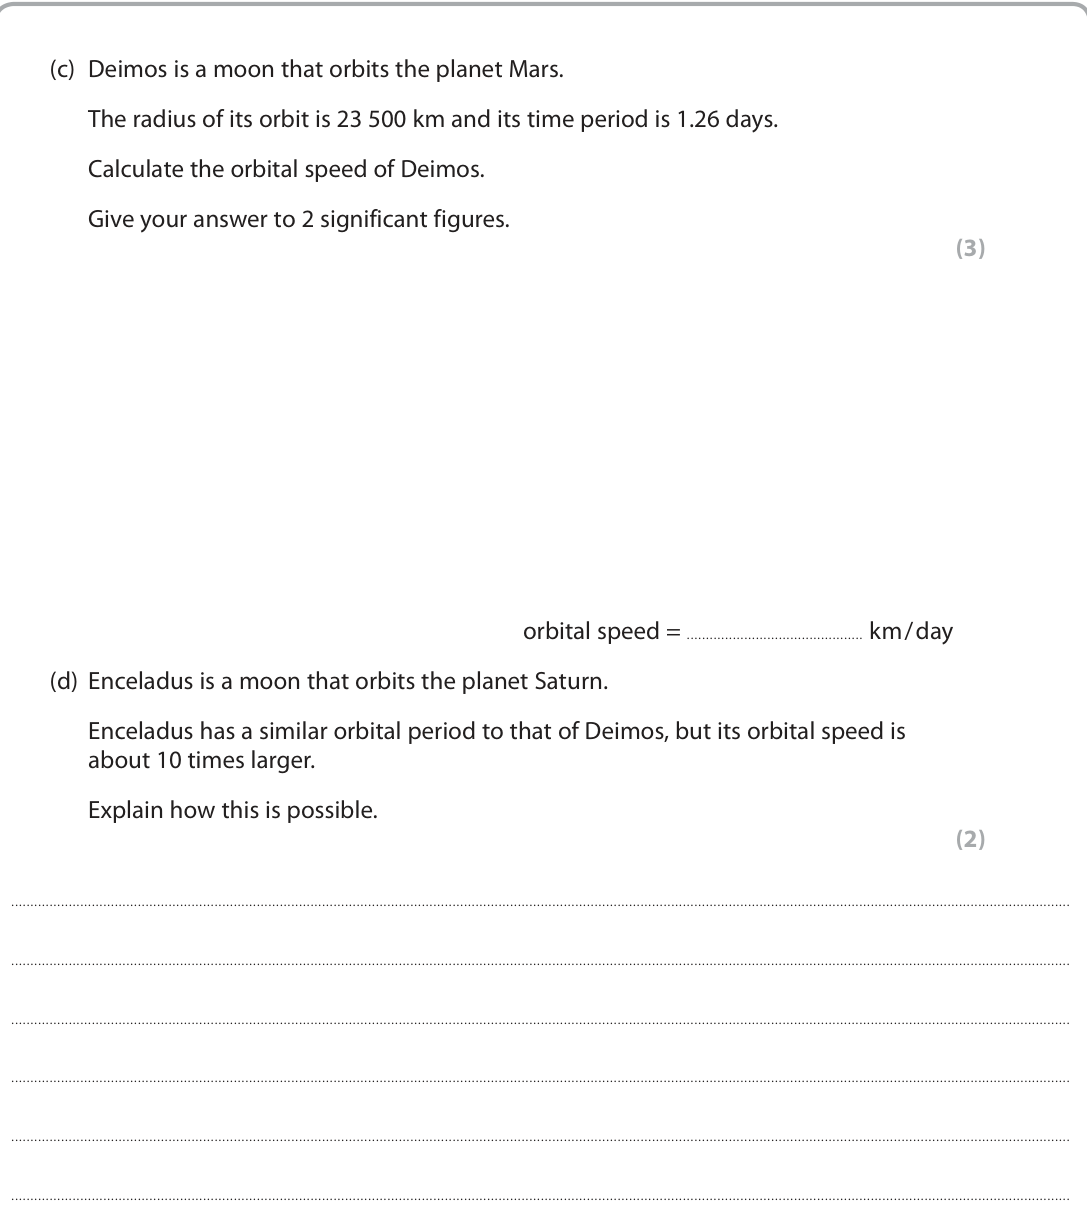 (c) Deimos is a moon that orbits the planet Mars.
The radius of its orbit is 23 500 km and its time period is 1.26 days.
Calculate the orbital speed of Deimos.
Give your answer to 2 significant figures.
(3)
orbital speed = .............................................. km/day
(d) Enceladus is a moon that orbits the planet Saturn.
Enceladus has a similar orbital period to that of Deimos, but its orbital speed is
about 10 times larger.
Explain how this is possible.
(2)